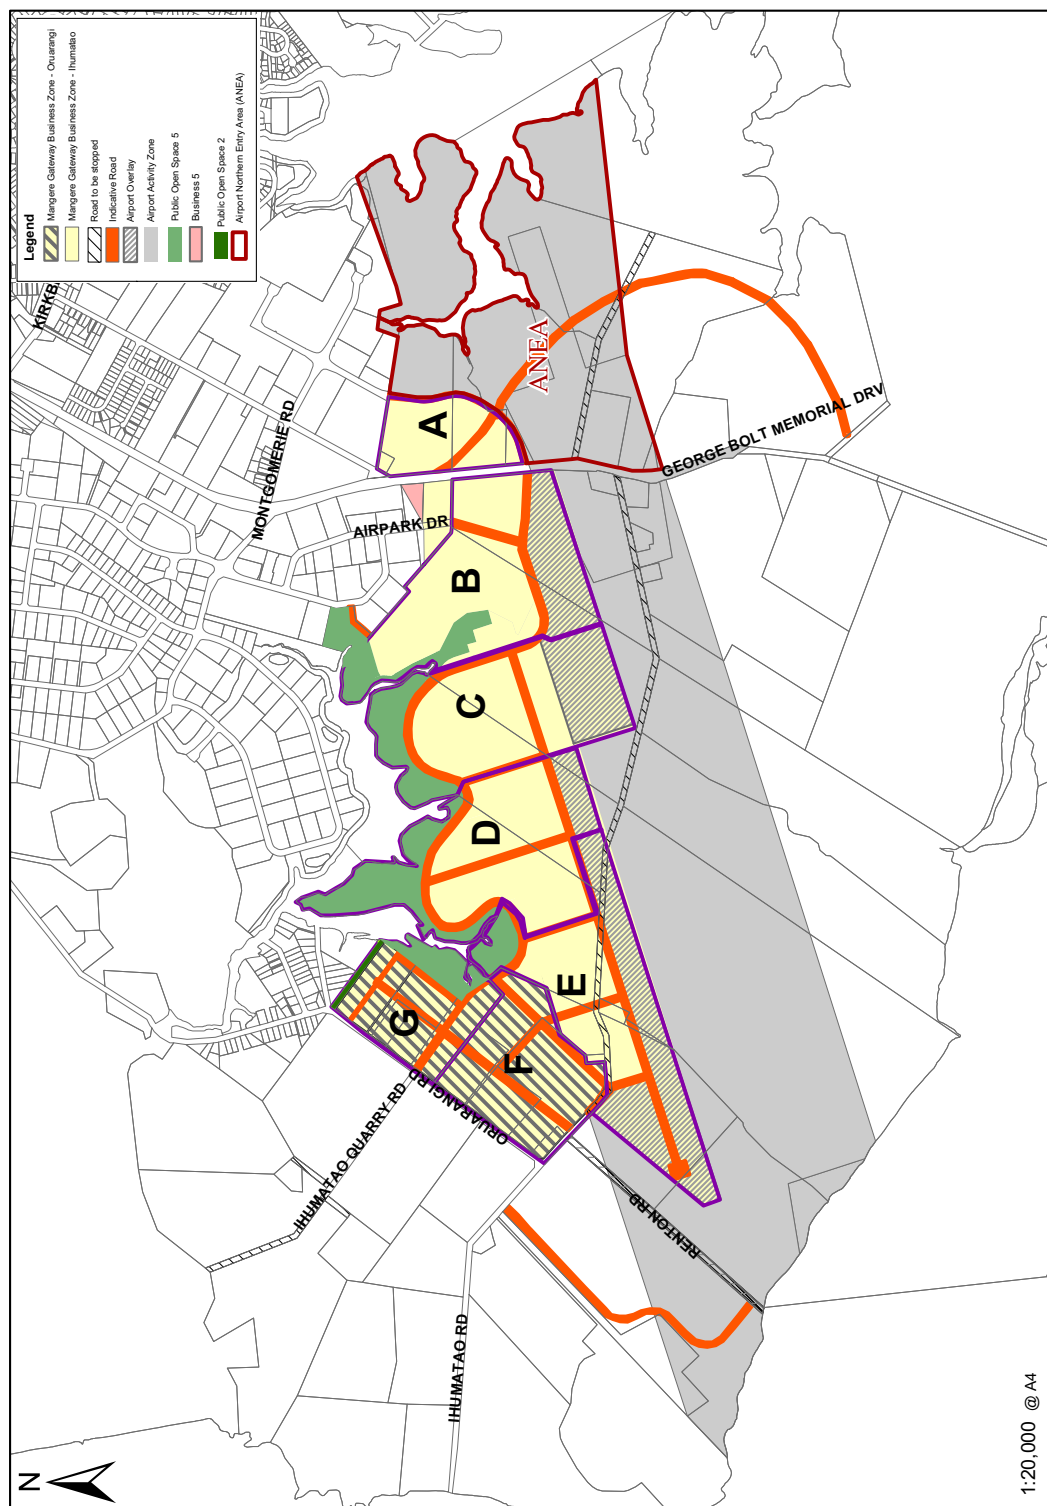 Legend
Mangere Gateway Business Zone - Oruarangi
Mangere Gateway Business Zone - Ihumatao
Road to be stopped
Indicative Road
Airport Overlay
Airport Activity Zone
Public Open Space 5
Business 5
Public Open Space 2
Airport Northern Entry Area (ANEA)
MONTGOMERIE RD
AIRPARK DR
A
ANEA
GEORGE BOLT MEMORIAL DRV
B
C
D
E
F
G
ORUARANGI RD
IHUMATAO QUARRY RD
RENTON RD
IHUMATAO RD
N
1:20,000 @ A4